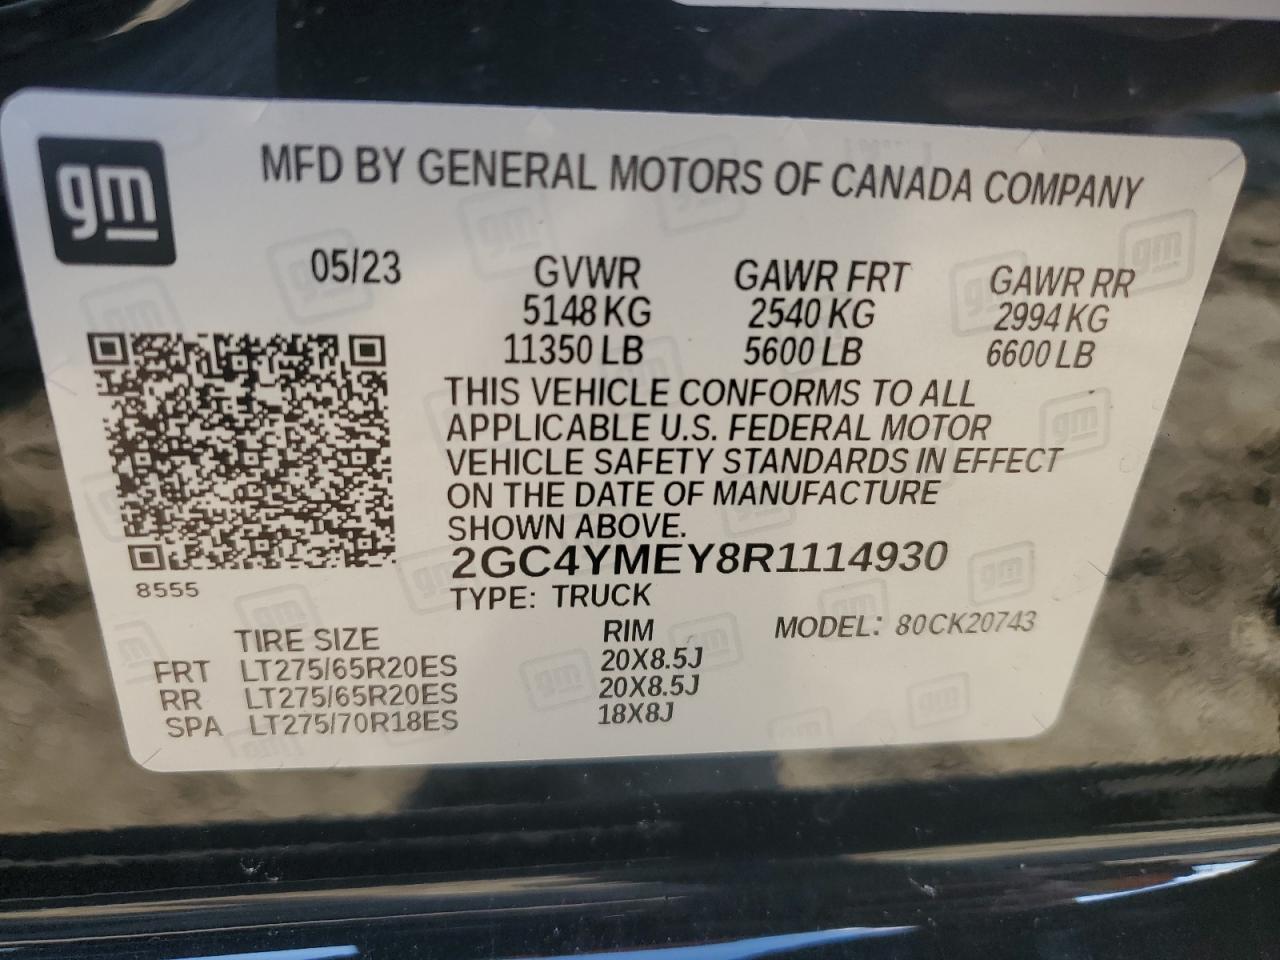 gm
MFD BY GENERAL MOTORS OF CANADA COMPANY
05/23 GVWR GAWR FRT GAWR RR
5148 KG 2540 KG 2994 KG
11350 LB 5600 LB 6600 LB
THIS VEHICLE CONFORMS TO ALL
APPLICABLE U.S. FEDERAL MOTOR
VEHICLE SAFETY STANDARDS IN EFFECT
ON THE DATE OF MANUFACTURE
SHOWN ABOVE.
2GC4YMEY8R1114930
8555
TYPE: TRUCK
TIRE SIZE RIM MODEL: 80CK20743
FRT LT275/65R20ES 20X8.5J
RR LT275/65R20ES 20X8.5J
SPA LT275/70R18ES 18X8J